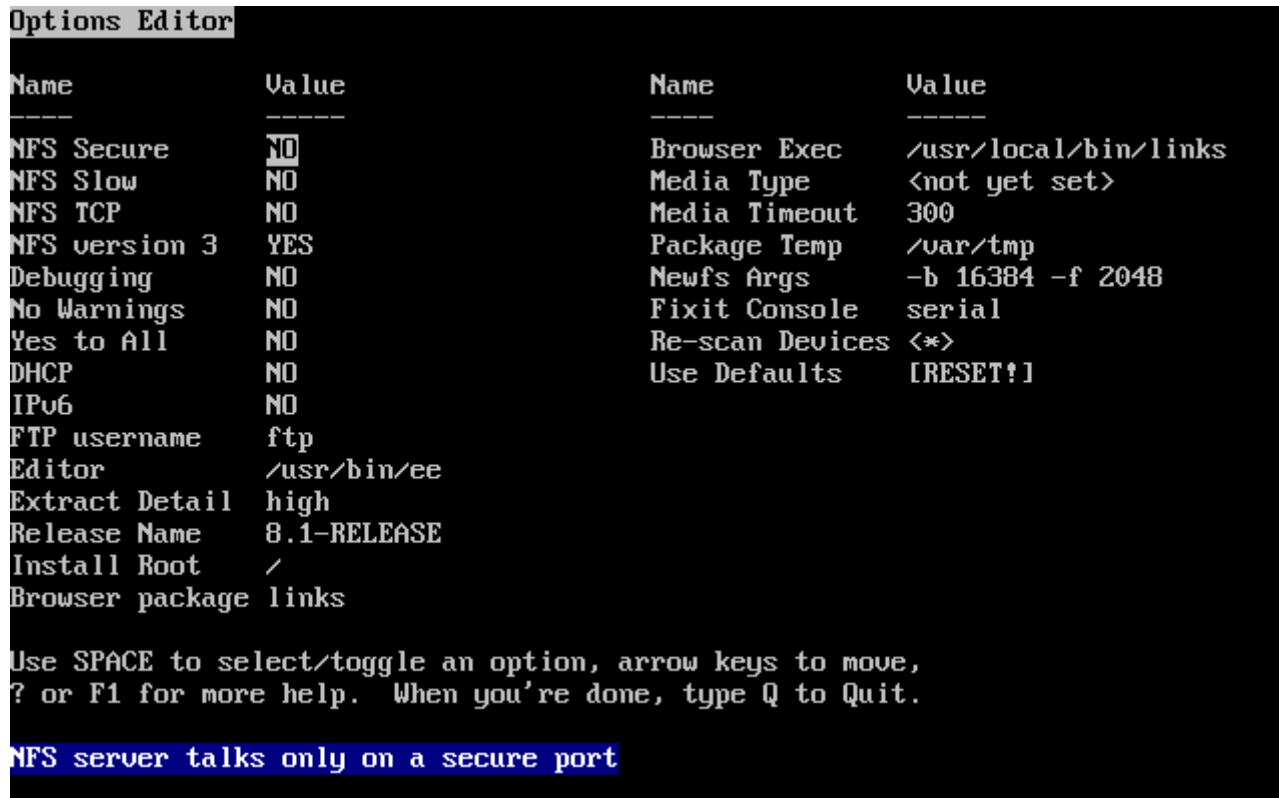 Options Editor
Name Value Name Value
---- ----- ---- -----
NFS Secure NO Browser Exec /usr/local/bin/links
NFS Slow NO Media Type <not yet set>
NFS TCP NO Media Timeout 300
NFS version 3 YES Package Temp /var/tmp
Debugging NO Newfs Args -b 16384 -f 2048
No Warnings NO Fixit Console serial
Yes to All NO Re-scan Devices <*>
DHCP NO Use Defaults [RESET!]
IPv6 NO
FTP username ftp
Editor /usr/bin/ee
Extract Detail high
Release Name 8.1-RELEASE
Install Root /
Browser package links
Use SPACE to select/toggle an option, arrow keys to move,
? or F1 for more help. When you're done, type Q to Quit.
NFS server talks only on a secure port